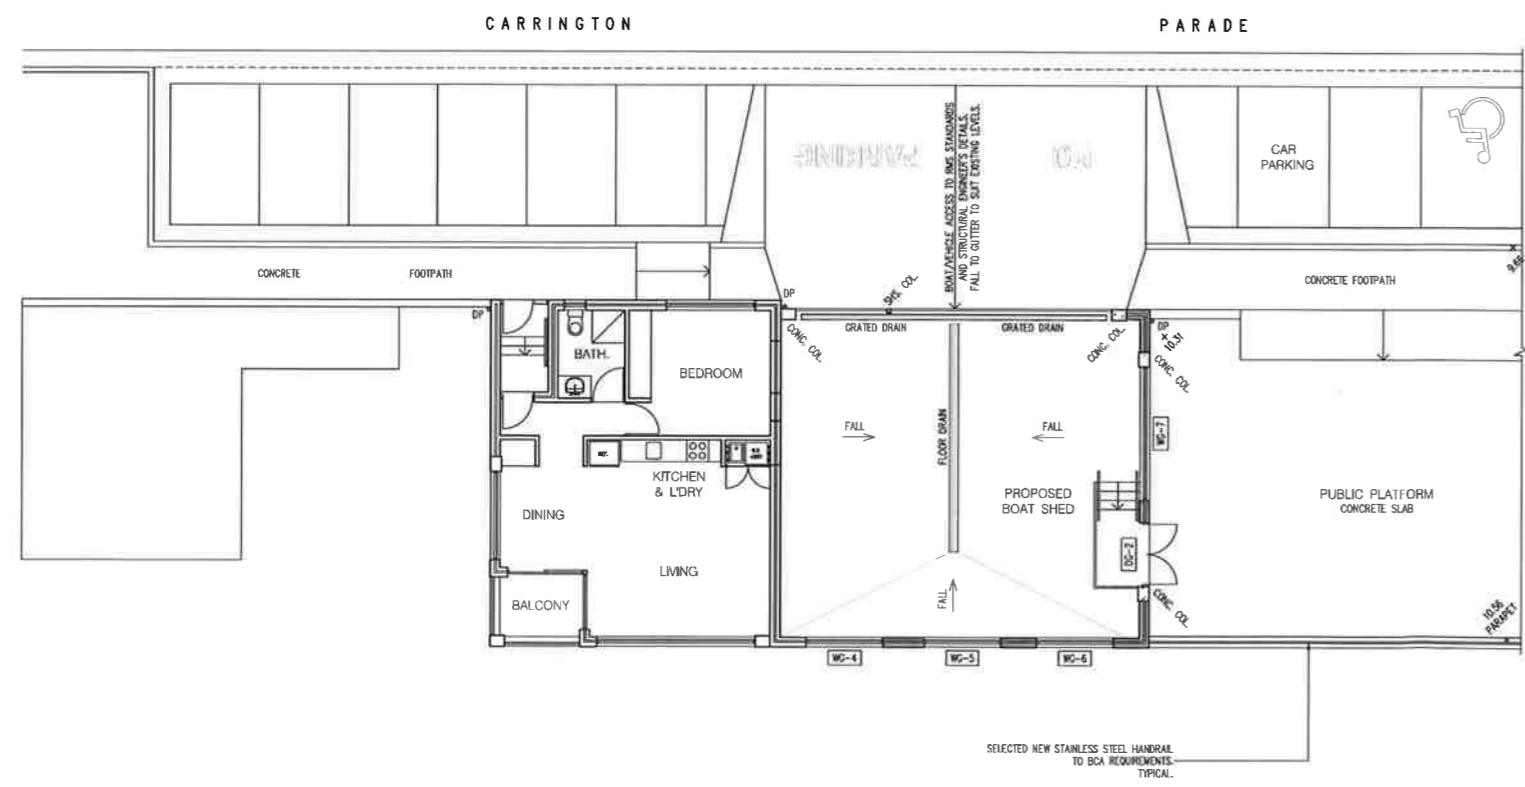 CARRINGTON PARADE
BOAT/VEHICLE ACCESS TO RMS STANDARDS
AND STRUCTURAL ENGINEER'S DETAILS.
FALL TO GUTTER TO SUIT EXISTING LEVELS.
CAR
PARKING
CONCRETE FOOTPATH
CONCRETE FOOTPATH
9.66
DP
DP
SHS. COL.
DP
+
10.31
GRATED DRAIN
GRATED DRAIN
CONC. COL.
CONC. COL.
CONC. COL.
BATH.
BEDROOM
FALL
FALL
FLOOR DRAIN
WG-7
KITCHEN
& L'DRY
PROPOSED
BOAT SHED
PUBLIC PLATFORM
CONCRETE SLAB
DINING
LIVING
DG-2
BALCONY
FALL
CONC. COL.
10.56
PARAPET
WG-4
WG-5
WG-6
SELECTED NEW STAINLESS STEEL HANDRAIL
TO BCA REQUIREMENTS.
TYPICAL.